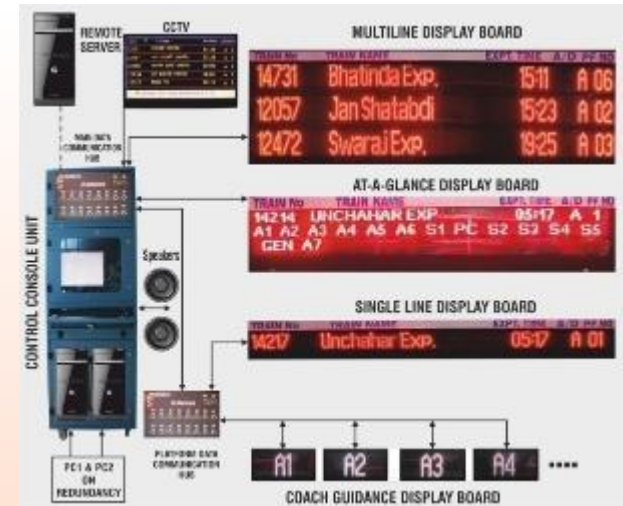 REMOTE
SERVER
CCTV
MULTILINE DISPLAY BOARD
TRAIN No TRAIN NAME EXPT. TIME A/D PF NO
14731 Bhatinda Exp. 15:11 A 06
12057 Jan Shatabdi 15:23 A 02
12472 Swaraj Exp. 19:25 A 03
MAIN DATA
COMMUNICATION
HUB
AT-A-GLANCE DISPLAY BOARD
TRAIN No TRAIN NAME EXPT. TIME A/D PF NO
14214 UNCHAHAR EXP 05:17 A 1
A1 A2 A3 A4 A5 A6 S1 PC S2 S3 S4 S5
GEN A7
CONTROL CONSOLE UNIT
Speakers
SINGLE LINE DISPLAY BOARD
TRAIN No TRAIN NAME EXPT. TIME A/D PF NO
14217 Unchahar Exp. 05:17 A 01
PLATFORM DATA
COMMUNICATION
HUB
PC1 & PC2
ON
REDUNDANCY
A1 A2 A3 A4 ....
COACH GUIDANCE DISPLAY BOARD